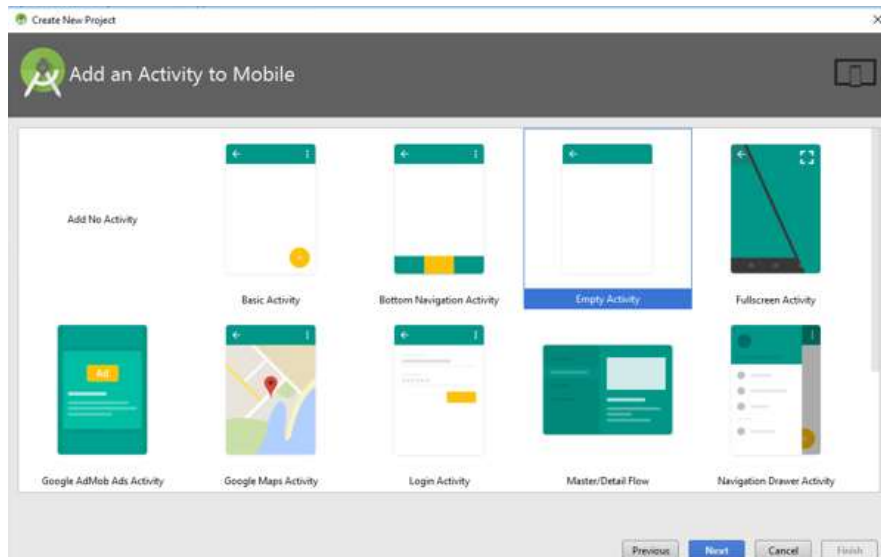 Create New Project
Add an Activity to Mobile
Add No Activity
Basic Activity
Bottom Navigation Activity
Empty Activity
Fullscreen Activity
Ad
Google AdMob Ads Activity
Google Maps Activity
Login Activity
Master/Detail Flow
Navigation Drawer Activity
Previous
Next
Cancel
Finish